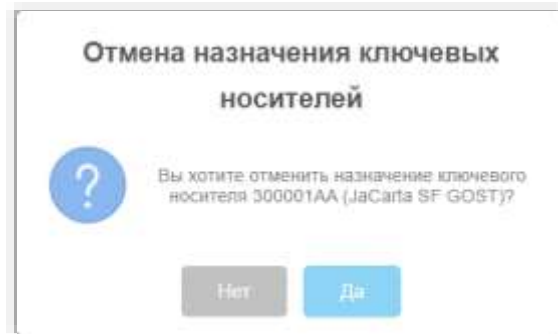 Отмена назначения ключевых
носителей
Вы хотите отменить назначение ключевого
носителя 300001AA (JaCarta SF GOST)?
Нет
Да